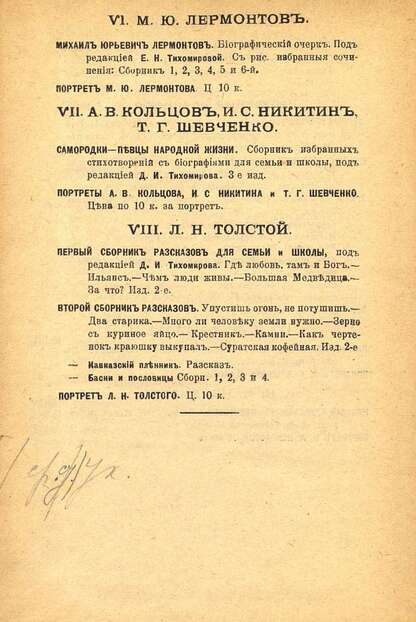 VI. М. Ю. ЛЕРМОНТОВЪ.
МИХАИЛЪ ЮРЬЕВИЧЪ ЛЕРМОНТОВЪ. Біографическій очеркъ. Подъ
редакціей Е. Н. Тихомировой. Съ рис. избранныя сочи-
ненія: Сборникъ 1, 2, 3, 4, 5 и 6-й.
ПОРТРЕТЪ М. Ю. ЛЕРМОНТОВА Ц 10 к.
VII. А. В. КОЛЬЦОВЪ, И. С. НИКИТИНЪ,
Т. Г. ШЕВЧЕНКО.
САМОРОДКИ—ПѢВЦЫ НАРОДНОЙ ЖИЗНИ. Сборникъ избранныхъ
стихотвореній съ біографіями для семьи и школы, подъ
редакціей Д. И. Тихомирова. 3-е изд.
ПОРТРЕТЫ А. В КОЛЬЦОВА, И. С НИКИТИНА и Т. Г. ШЕВЧЕНКО.
Цѣна по 10 к. за портретъ.
VIII. Л. Н. ТОЛСТОЙ.
ПЕРВЫЙ СБОРНИКЪ РАЗСКАЗОВЪ ДЛЯ СЕМЬИ и ШКОЛЫ, подъ
редакціей Д. И Тихомирова. Гдѣ любовь, тамъ и Богъ.—
Ильясъ.—Чѣмъ люди живы.—Большая Медвѣдица.—
За что? Изд. 2-е.
ВТОРОЙ СБОРНИКЪ РАЗСКАЗОВЪ. Упустишь огонь, не потушишь.—
Два старика.—Много ли человѣку земли нужно.—Зерно
съ куриное яйцо.—Крестникъ.—Камни.—Какъ черте-
нокъ краюшку выкупалъ.—Суратская кофейная. Изд. 2-е
— Кавказскій плѣнникъ. Разсказъ.
— Басни и пословицы Сборн. 1, 2, 3 и 4.
ПОРТРЕТЪ Л. Н. ТОЛСТОГО. Ц. 10 к.